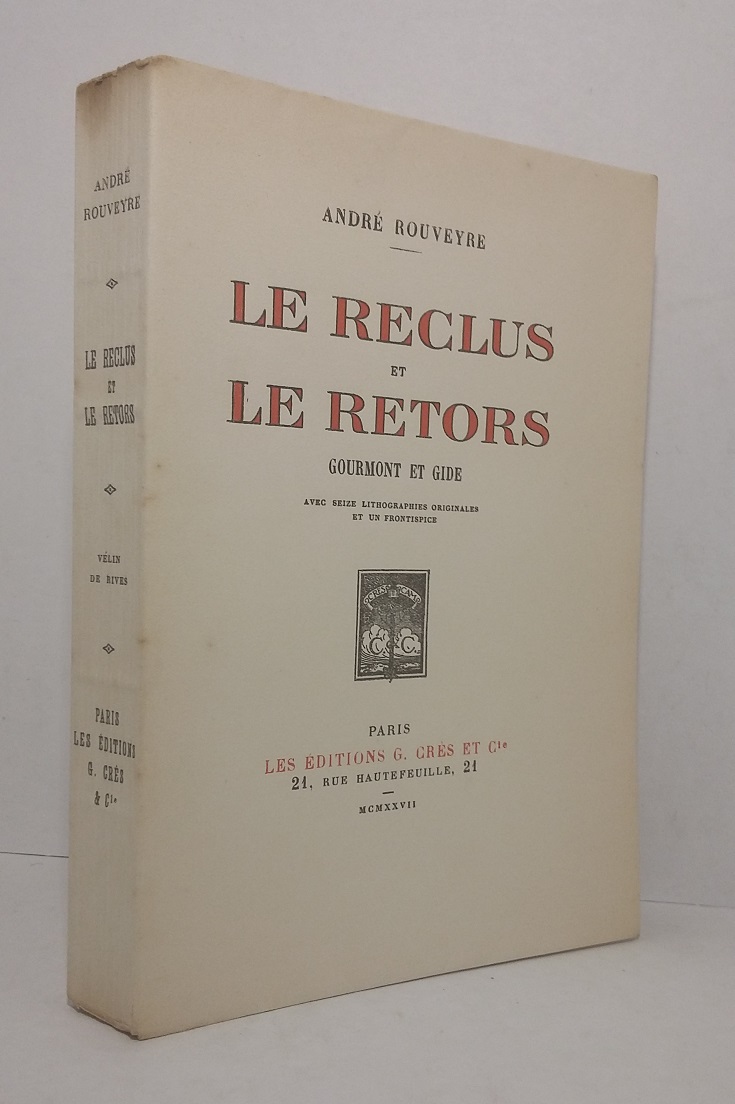 ANDRÉ
ROUVEYRE
LE RECLUS
ET
LE RETORS
VÉLIN
DE RIVES
PARIS
LES ÉDITIONS
G. CRÈS
& Cie
ANDRÉ ROUVEYRE
LE RECLUS
ET
LE RETORS
GOURMONT ET GIDE
AVEC SEIZE LITHOGRAPHIES ORIGINALES
ET UN FRONTISPICE
C C
PARIS
LES ÉDITIONS G. CRÈS ET Cie
21, RUE HAUTEFEUILLE, 21
MCMXXVII